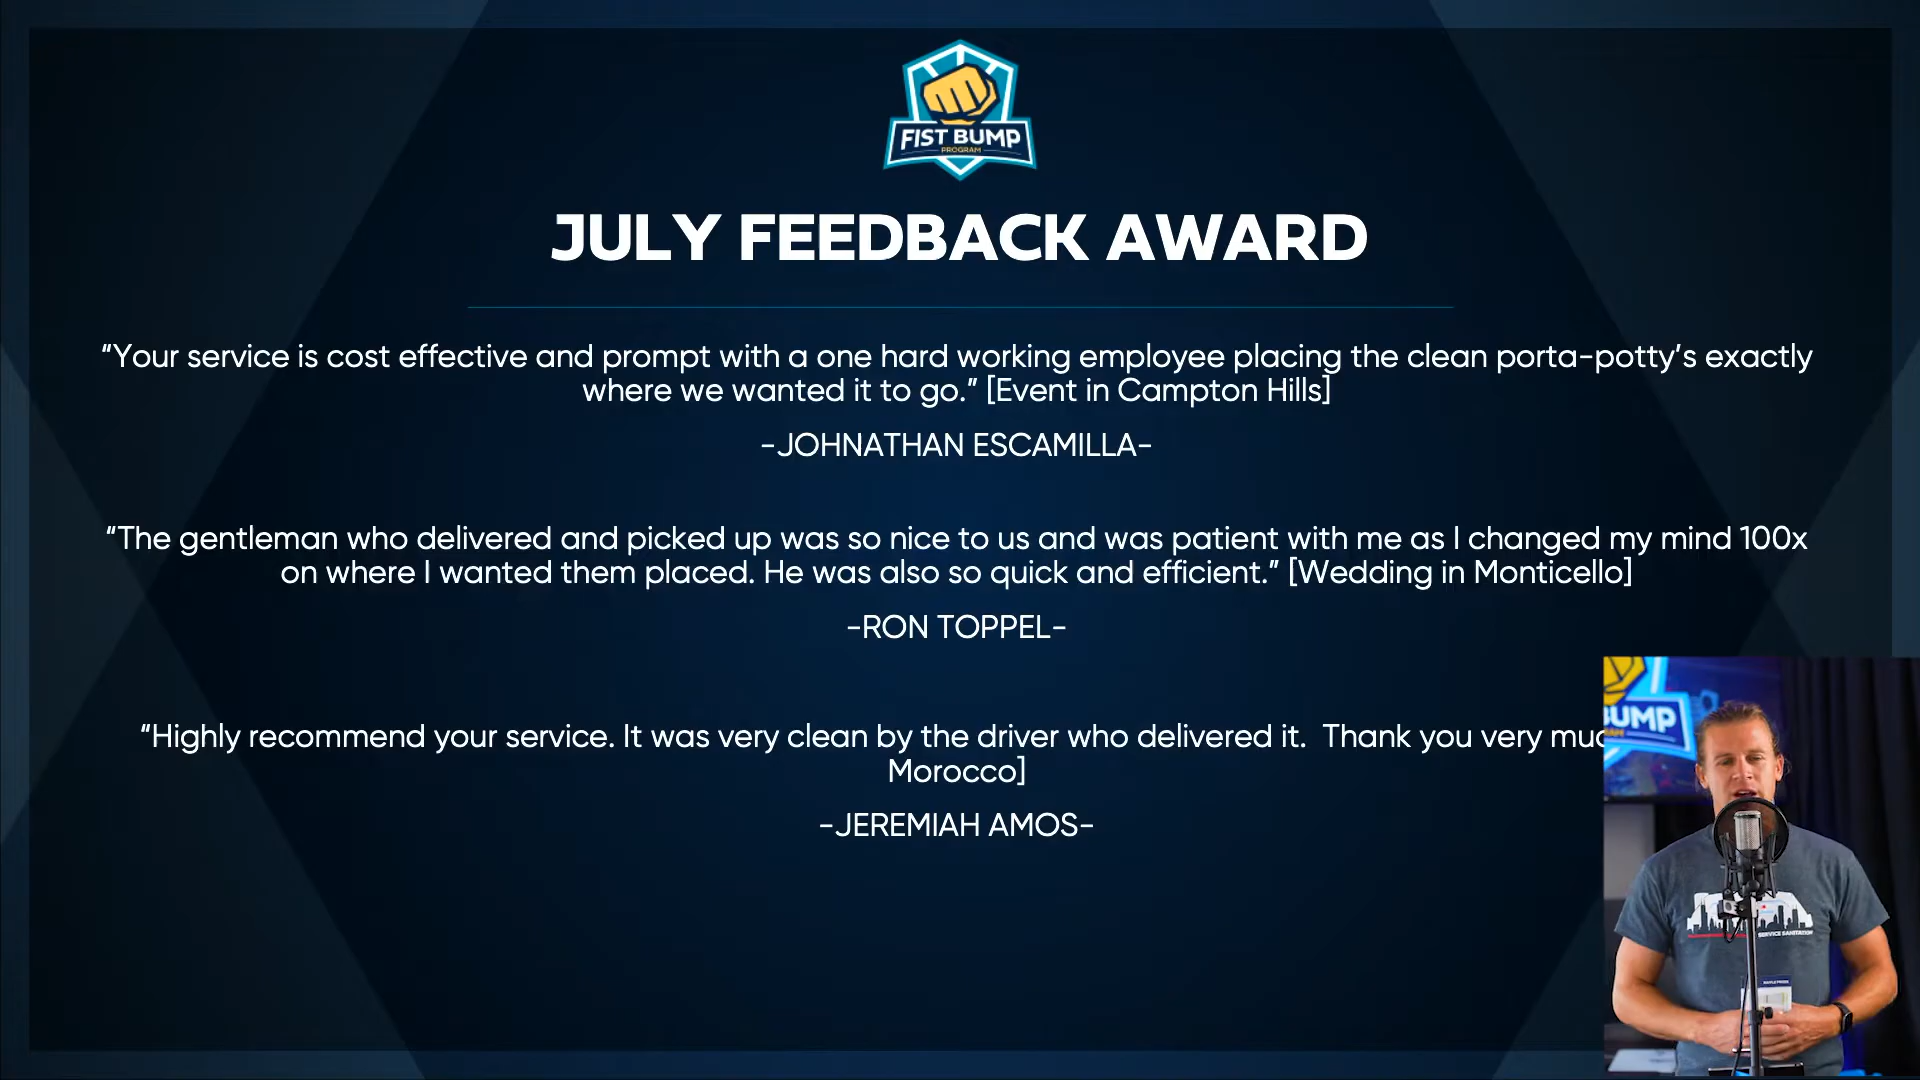 FIST BUMP
PROGRAM
JULY FEEDBACK AWARD
“Your service is cost effective and prompt with a one hard working employee placing the clean porta-potty’s exactly
where we wanted it to go.” [Event in Campton Hills]
-JOHNATHAN ESCAMILLA-
“The gentleman who delivered and picked up was so nice to us and was patient with me as I changed my mind 100x
on where I wanted them placed. He was also so quick and efficient.” [Wedding in Monticello]
-RON TOPPEL-
“Highly recommend your service. It was very clean by the driver who delivered it.  Thank you very
Morocco]
-JEREMIAH AMOS-
BUMP
SERVICE SANITATION